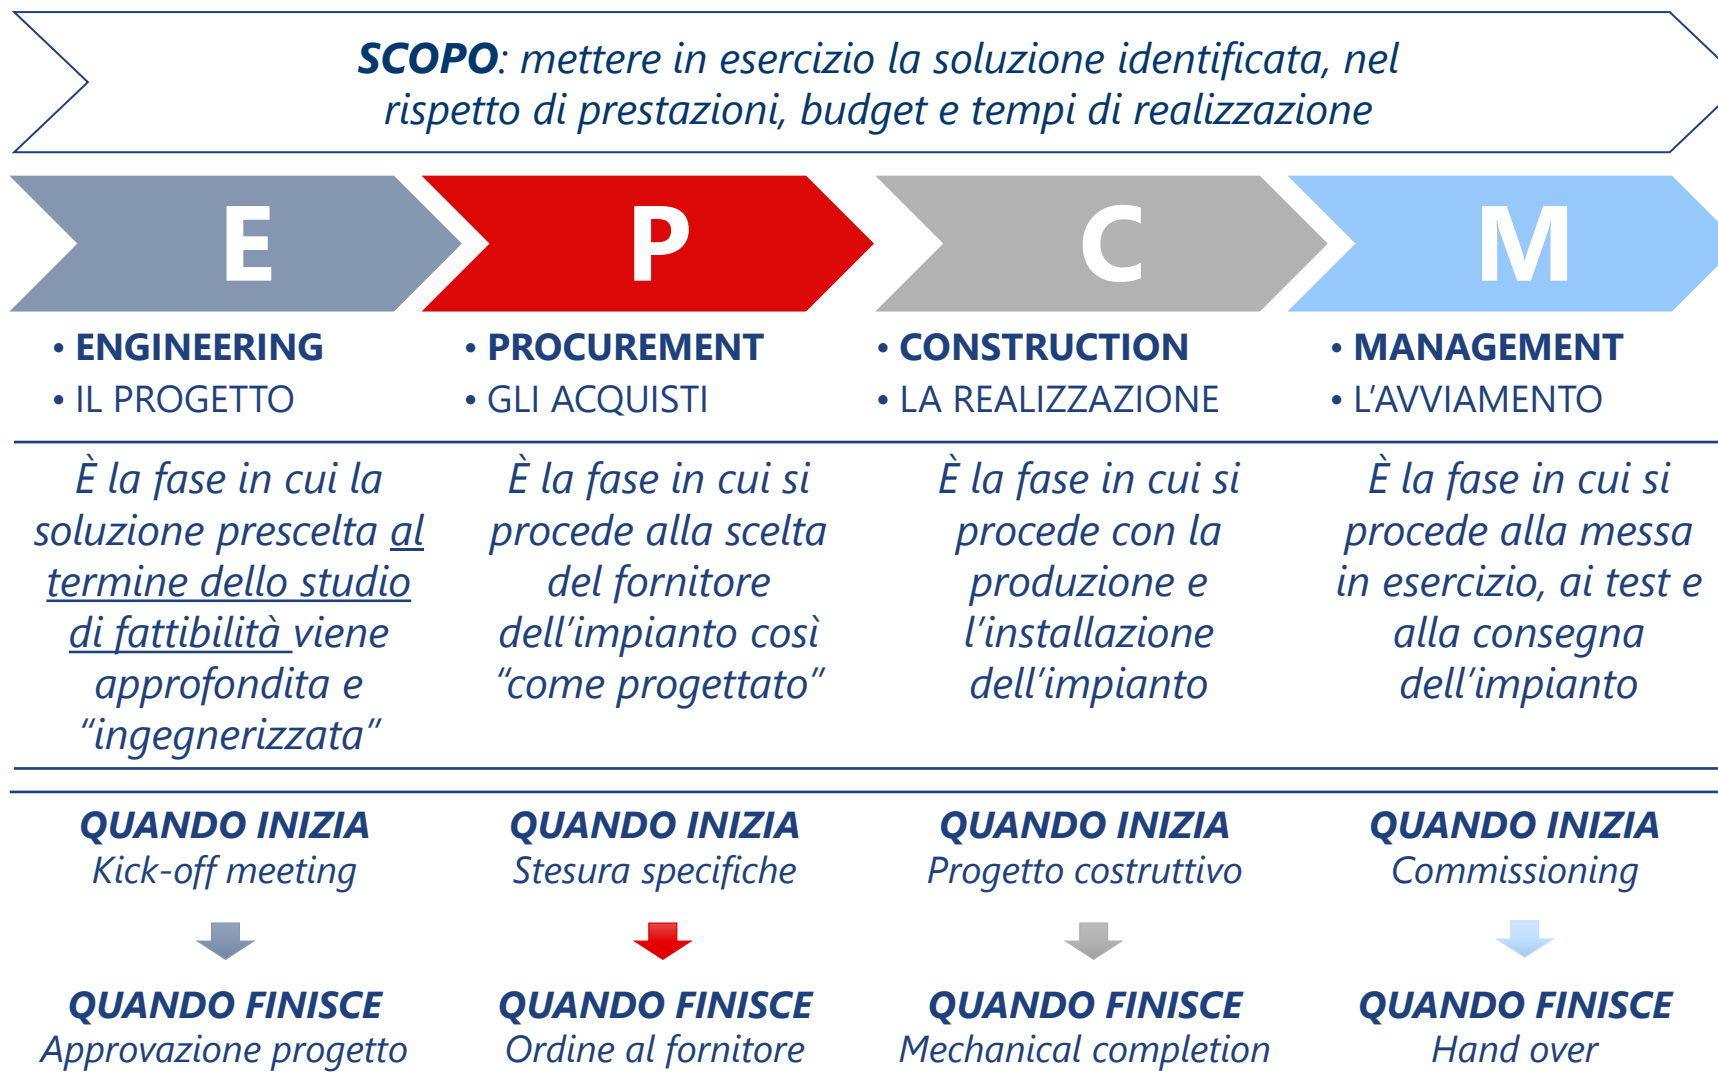 SCOPO: mettere in esercizio la soluzione identificata, nel
rispetto di prestazioni, budget e tempi di realizzazione
E
P
C
M
• ENGINEERING
• IL PROGETTO
• PROCUREMENT
• GLI ACQUISTI
• CONSTRUCTION
• LA REALIZZAZIONE
• MANAGEMENT
• L’AVVIAMENTO
È la fase in cui la
soluzione prescelta al
termine dello studio
di fattibilità viene
approfondita e
“ingegnerizzata”
È la fase in cui si
procede alla scelta
del fornitore
dell’impianto così
“come progettato”
È la fase in cui si
procede con la
produzione e
l’installazione
dell’impianto
È la fase in cui si
procede alla messa
in esercizio, ai test e
alla consegna
dell’impianto
QUANDO INIZIA
Kick-off meeting
QUANDO FINISCE
Approvazione progetto
QUANDO INIZIA
Stesura specifiche
QUANDO FINISCE
Ordine al fornitore
QUANDO INIZIA
Progetto costruttivo
QUANDO FINISCE
Mechanical completion
QUANDO INIZIA
Commissioning
QUANDO FINISCE
Hand over